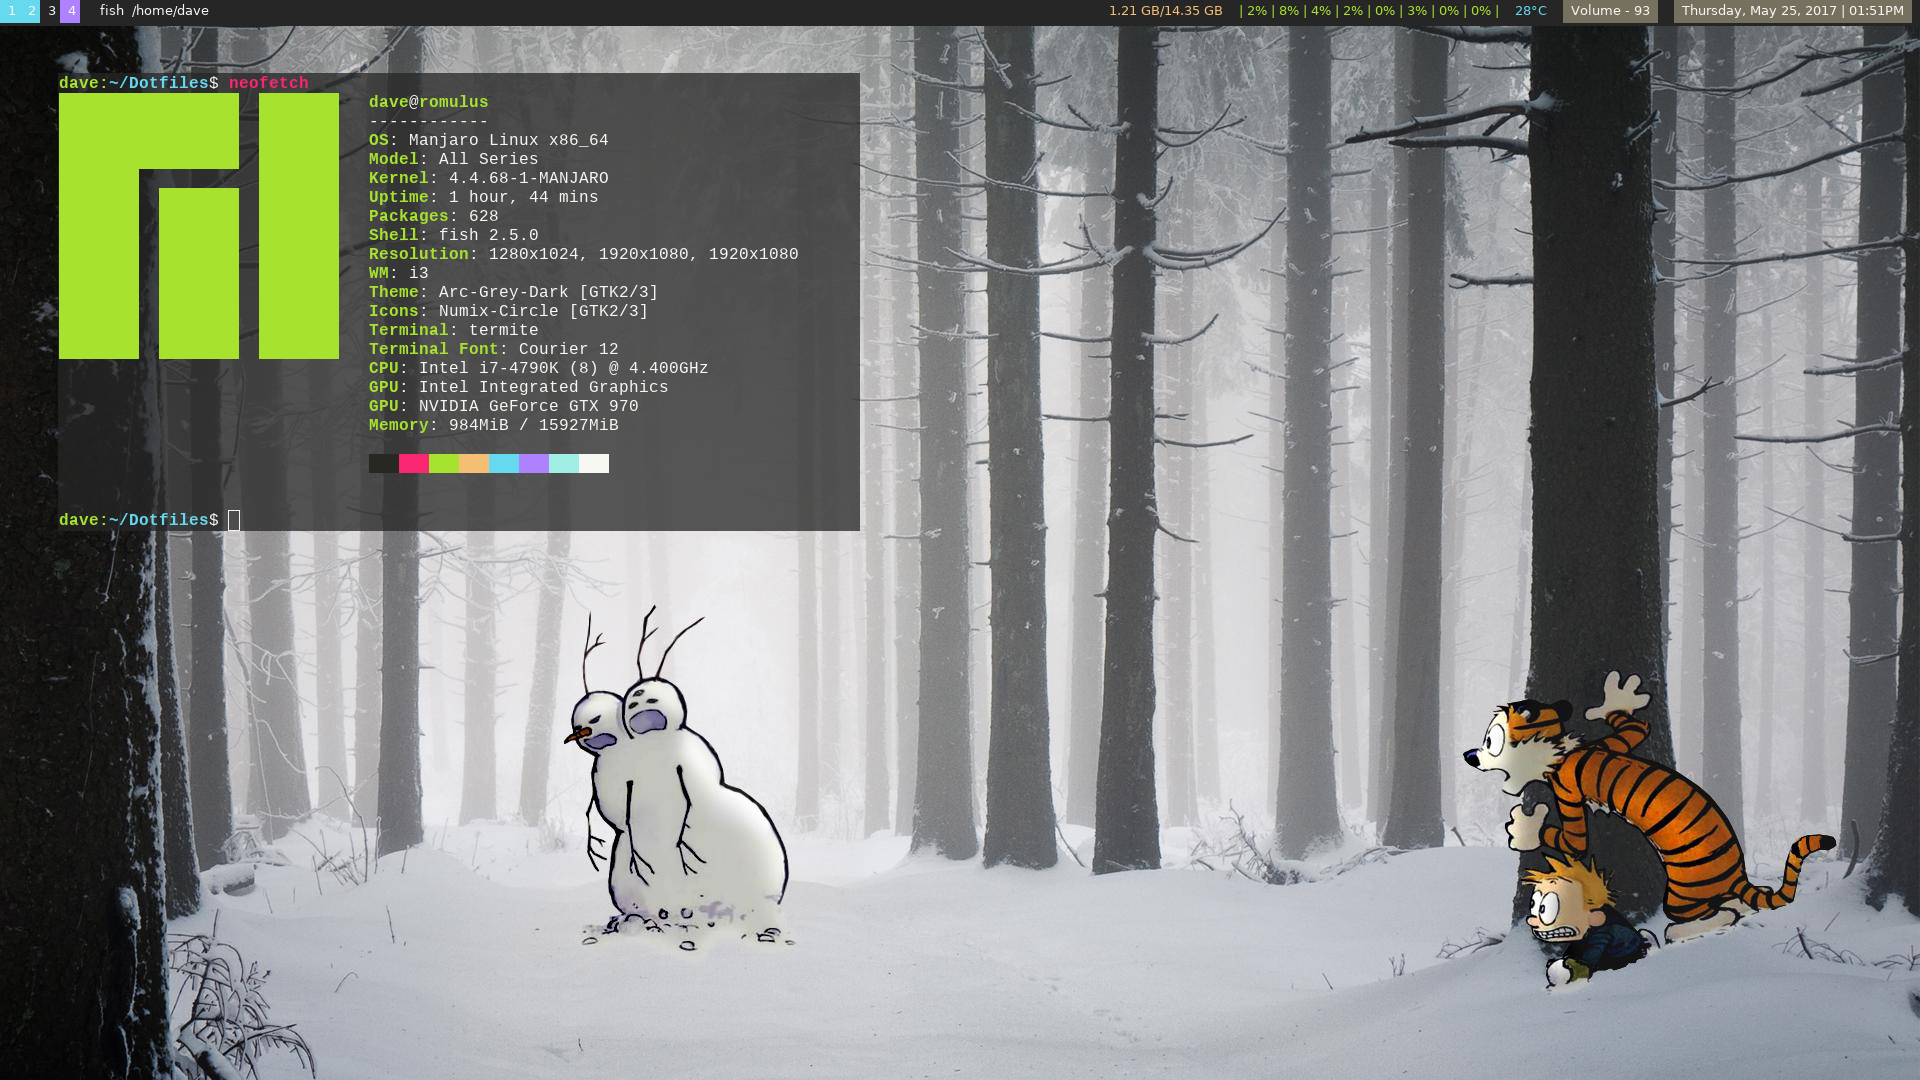 1 2 3 4 fish /home/dave 1.21 GB/14.35 GB | 2% | 8% | 4% | 2% | 0% | 3% | 0% | 0% | 28°C Volume - 93 Thursday, May 25, 2017 | 01:51PM
dave:~/Dotfiles$ neofetch
dave@romulus
------------
OS: Manjaro Linux x86_64
Model: All Series
Kernel: 4.4.68-1-MANJARO
Uptime: 1 hour, 44 mins
Packages: 628
Shell: fish 2.5.0
Resolution: 1280x1024, 1920x1080, 1920x1080
WM: i3
Theme: Arc-Grey-Dark [GTK2/3]
Icons: Numix-Circle [GTK2/3]
Terminal: termite
Terminal Font: Courier 12
CPU: Intel i7-4790K (8) @ 4.400GHz
GPU: Intel Integrated Graphics
GPU: NVIDIA GeForce GTX 970
Memory: 984MiB / 15927MiB
dave:~/Dotfiles$